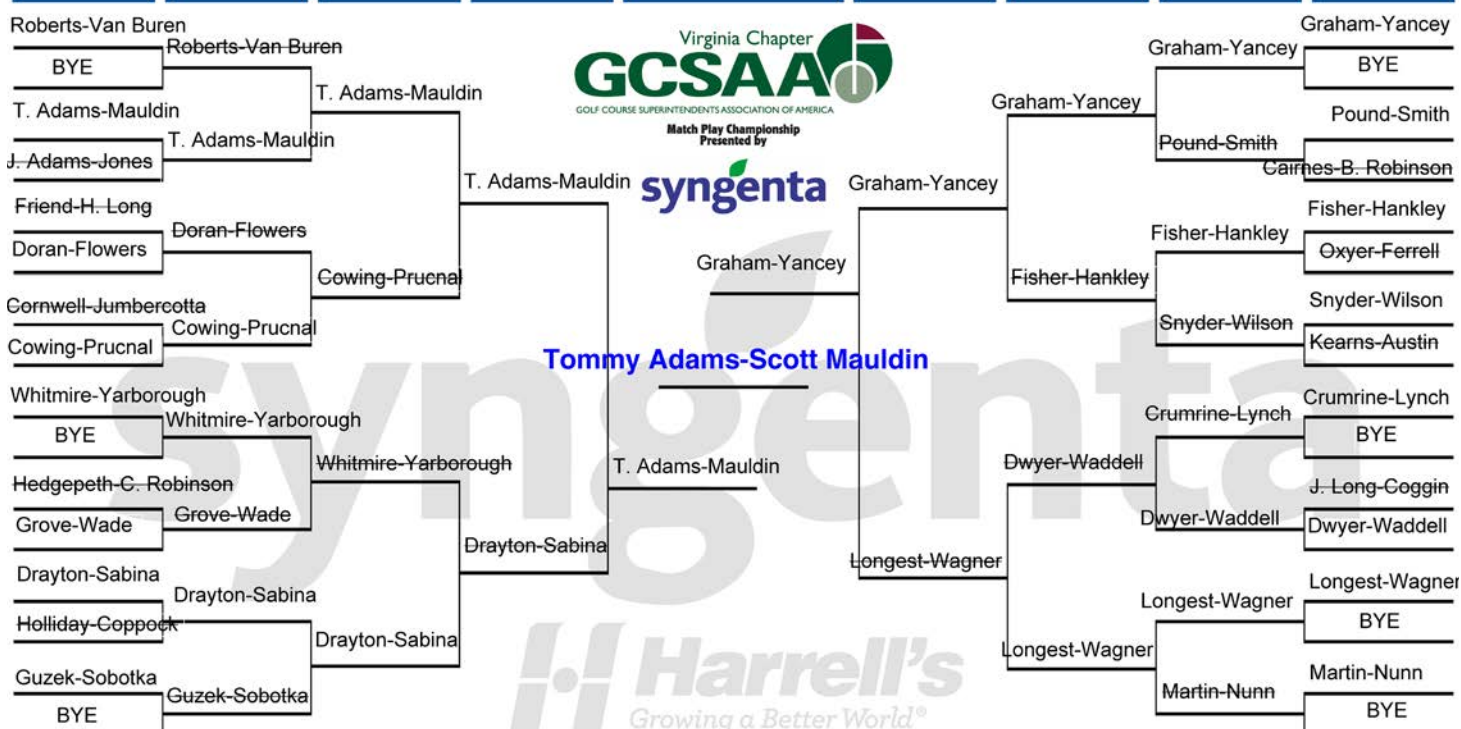 Roberts-Van Buren
BYE
T. Adams-Mauldin
J. Adams-Jones
Friend-H. Long
Doran-Flowers
Cornwell-Jumbercotta
Cowing-Prucnal
Whitmire-Yarborough
BYE
Hedgepeth-C. Robinson
Grove-Wade
Drayton-Sabina
Holliday-Coppock
Guzek-Sobotka
BYE
Roberts-Van Buren
T. Adams-Mauldin
Doran-Flowers
Cowing-Prucnal
Whitmire-Yarborough
Grove-Wade
Drayton-Sabina
Guzek-Sobotka
T. Adams-Mauldin
Cowing-Prucnal
Whitmire-Yarborough
Drayton-Sabina
T. Adams-Mauldin
Drayton-Sabina
T. Adams-Mauldin
Virginia Chapter
GCSAA
GOLF COURSE SUPERINTENDENTS ASSOCIATION OF AMERICA
Match Play Championship
Presented by
syngenta
Tommy Adams-Scott Mauldin
syngenta
Harrell's
Growing a Better World®
Graham-Yancey
Graham-Yancey
Longest-Wagner
Graham-Yancey
Fisher-Hankley
Dwyer-Waddell
Longest-Wagner
Graham-Yancey
Pound-Smith
Fisher-Hankley
Snyder-Wilson
Crumrine-Lynch
Dwyer-Waddell
Longest-Wagner
Martin-Nunn
Graham-Yancey
BYE
Pound-Smith
Cairnes-B. Robinson
Fisher-Hankley
Oxyer-Ferrell
Snyder-Wilson
Kearns-Austin
Crumrine-Lynch
BYE
J. Long-Coggin
Dwyer-Waddell
Longest-Wagner
BYE
Martin-Nunn
BYE